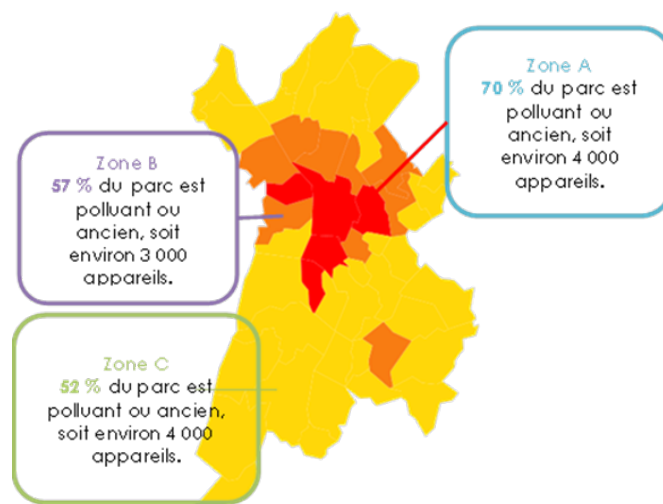 Zone A
70 % du parc est
polluant ou
ancien, soit
environ 4 000
appareils.
Zone B
57 % du parc est
polluant ou
ancien, soit
environ 3 000
appareils.
Zone C
52 % du parc est
polluant ou ancien,
soit environ 4 000
appareils.